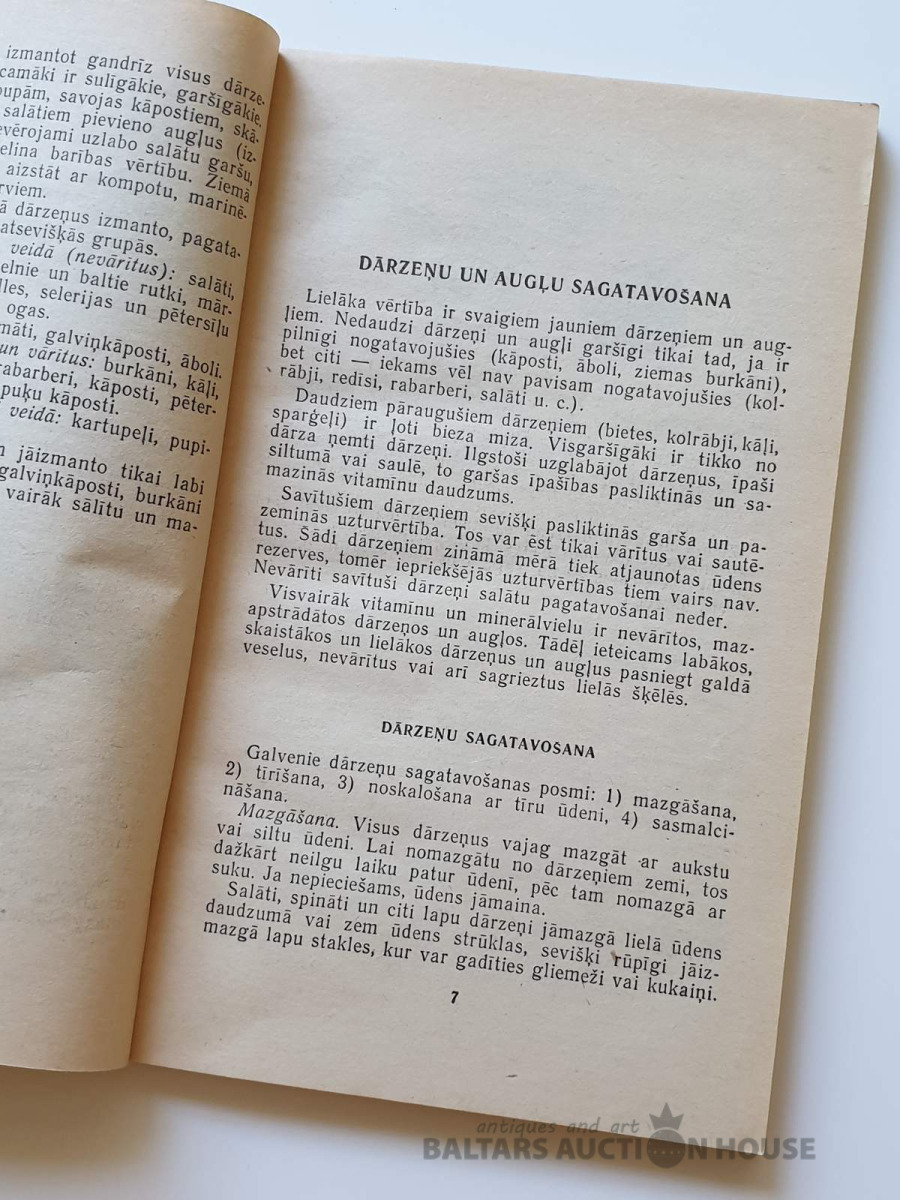 izmantot gandrīz visus dārze-
camāki ir sulīgākie, garšīgākie.
upām, savojas kāpostiem, skā-
salātiem pievieno augļus (iz-
evērojami uzlabo salātu garšu,
elina barības vērtību. Ziemā
aizstāt ar kompotu, marinē-
rviem.
ā dārzeņus izmanto, pagata-
atsevišķās grupās.
veidā (nevārītus): salāti,
elnie un baltie rutki, mār-
lles, selerijas un pētersīļu
ogas.
māti, galviņkāposti, āboli.
un vāritus: burkāni, kāļi,
rabarberi, kāposti, pēter-
puķu kāposti.
veidā: kartupeļi, pupi-
n jāizmanto tikai labi
galviņkāposti, burkāni
vairāk sālītu un ma-
DĀRZEŅU UN AUGĻU SAGATAVOŠANA
Lielāka vērtība ir svaigiem jauniem dārzeņiem un aug-
ļiem. Nedaudzi dārzeņi un augļi garšīgi tikai tad, ja ir
pilnīgi nogatavojušies (kāposti, āboli, ziemas burkāni),
bet citi — iekams vēl nav pavisam nogatavojušies (kol-
rābji, redīsi, rabarberi, salāti u. c.).
Daudziem pāraugušiem dārzeņiem (bietes, kolrābji, kāļi,
sparģeļi) ir ļoti bieza miza. Visgaršīgāki ir tikko no
dārza ņemti dārzeņi. Ilgstoši uzglabājot dārzeņus, īpaši
siltumā vai saulē, to garšas īpašības pasliktinās un sa-
mazinās vitamīnu daudzums.
Savītušiem dārzeņiem sevišķi pasliktinās garša un pa-
zeminās uzturvērtība. Tos var ēst tikai vārītus vai sautē-
tus. Šādi dārzeņiem zināmā mērā tiek atjaunotas ūdens
rezerves, tomēr iepriekšējās uzturvērtības tiem vairs nav.
Nevārīti savītuši dārzeņi salātu pagatavošanai neder.
Visvairāk vitamīnu un minerālvielu ir nevārītos, maz-
apstrādātos dārzeņos un augļos. Tādēļ ieteicams labākos,
skaistākos un lielākos dārzeņus un augļus pasniegt galdā
veselus, nevārītus vai arī sagrieztus lielās šķēlēs.
DĀRZEŅU SAGATAVOŠANA
Galvenie dārzeņu sagatavošanas posmi: 1) mazgāšana,
2) tīrīšana, 3) noskalošana ar tīru ūdeni, 4) sasmalci-
nāšana.
Mazgāšana. Visus dārzeņus vajag mazgāt ar aukstu
vai siltu ūdeni. Lai nomazgātu no dārzeņiem zemi, tos
dažkārt neilgu laiku patur ūdenī, pēc tam nomazgā ar
suku. Ja nepieciešams, ūdens jāmaina.
Salāti, spināti un citi lapu dārzeņi jāmazgā lielā ūdens
daudzumā vai zem ūdens strūklas, sevišķi rūpīgi jāiz-
mazgā lapu stakles, kur var gadīties gliemeži vai kukaiņi.
7
antiques and art
BALTARS AUCTION HOUSE